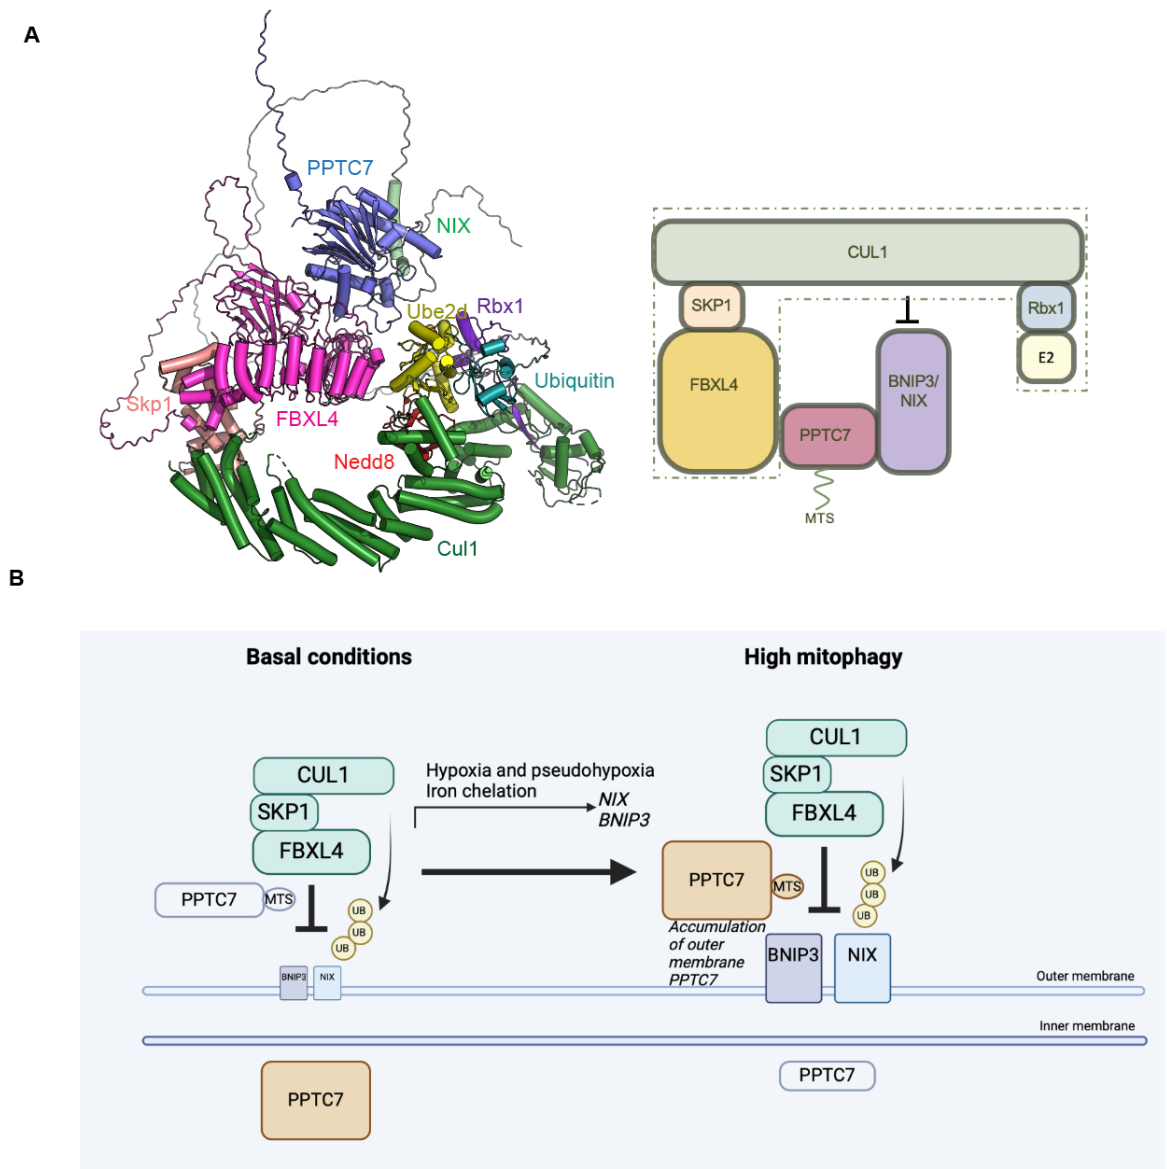 A
PPTC7
NIX
Ube2d
Rbx1
Ubiquitin
Skp1
FBXL4
Nedd8
Cul1
CUL1
SKP1
Rbx1
E2
FBXL4
BNIP3/
NIX
PPTC7
MTS
B
Basal conditions
High mitophagy
CUL1
SKP1
FBXL4
PPTC7
MTS
UB
UB
UB
BNIP3
NIX
PPTC7
Hypoxia and pseudohypoxia
Iron chelation
NIX
BNIP3
CUL1
SKP1
FBXL4
PPTC7
MTS
UB
UB
UB
Accumulation
of outer
membrane
PPTC7
BNIP3
NIX
Outer membrane
Inner membrane
PPTC7